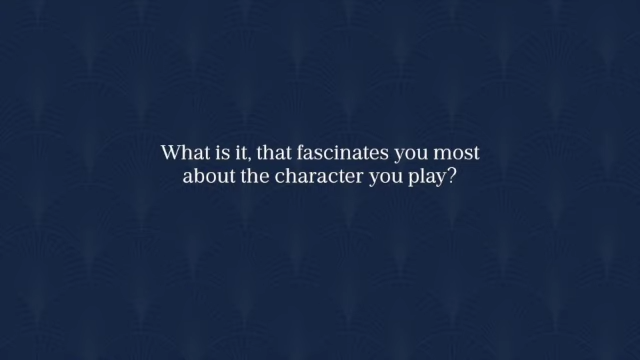 What is it, that fascinates you most
about the character you play?